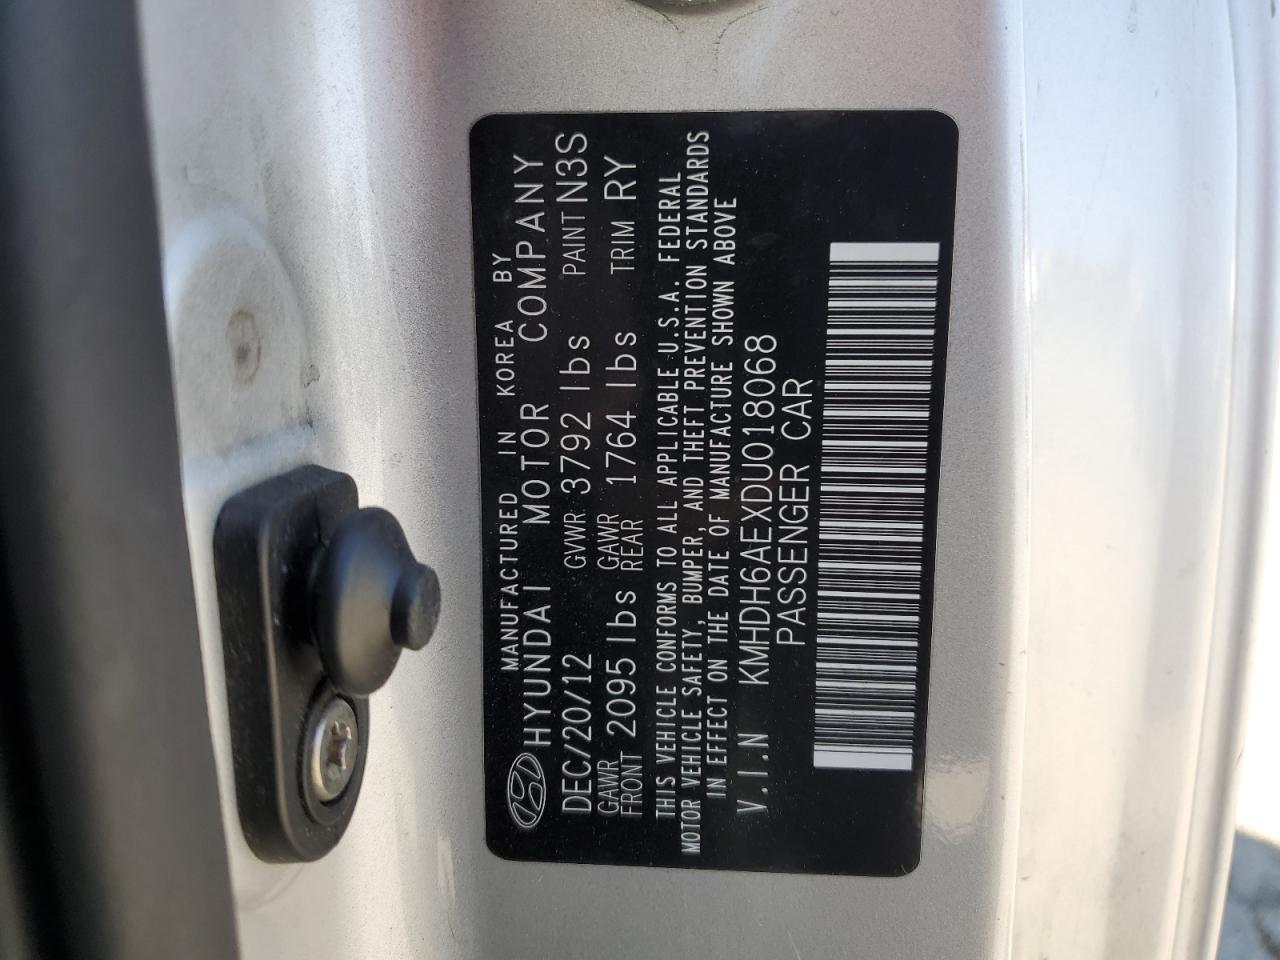 MANUFACTURED IN KOREA BY
HYUNDAI MOTOR COMPANY
DEC/20/12 GVWR 3792 lbs PAINT N3S
GAWR FRONT 2095 lbs GAWR REAR 1764 lbs TRIM RY
THIS VEHICLE CONFORMS TO ALL APPLICABLE U.S.A. FEDERAL
MOTOR VEHICLE SAFETY, BUMPER, AND THEFT PREVENTION STANDARDS
IN EFFECT ON THE DATE OF MANUFACTURE SHOWN ABOVE
V.I.N KMHDH6AEXDU018068
PASSENGER CAR